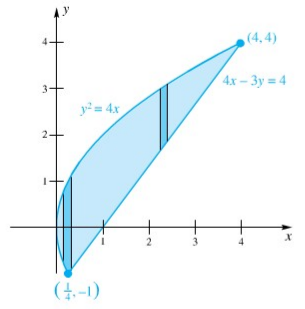 y
4
(4, 4)
4x – 3y = 4
3
y² = 4x
2
1
1
2
3
4
x
(1/4, –1)